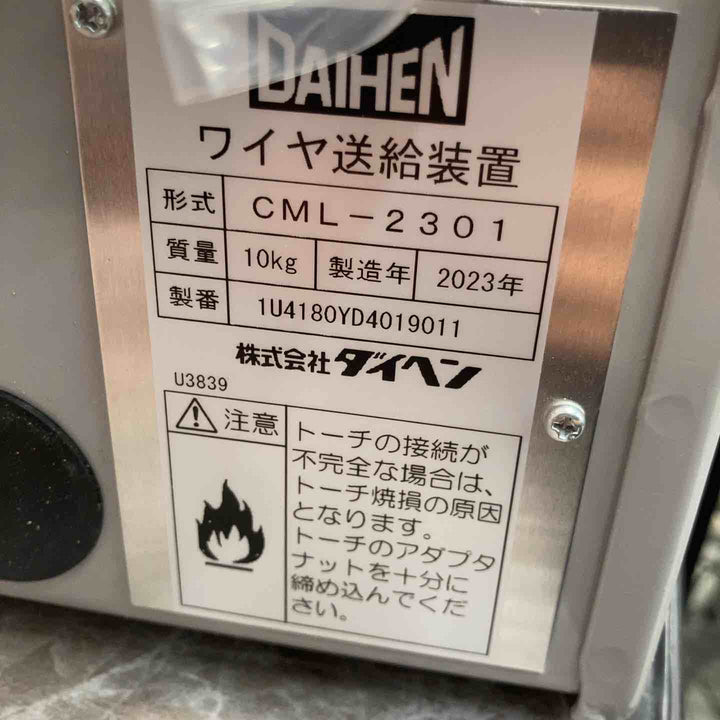 DAIHEN
ワイヤ送給装置
形式 CML-2301
質量 10kg 製造年 2023年
製番 1U4180YD4019011
株式会社ダイヘン
U3839
注意
トーチの接続が
不完全な場合は、
トーチ焼損の原因
となります。
トーチのアダプタ
ナットを十分に
締め込んでくだ
さい。